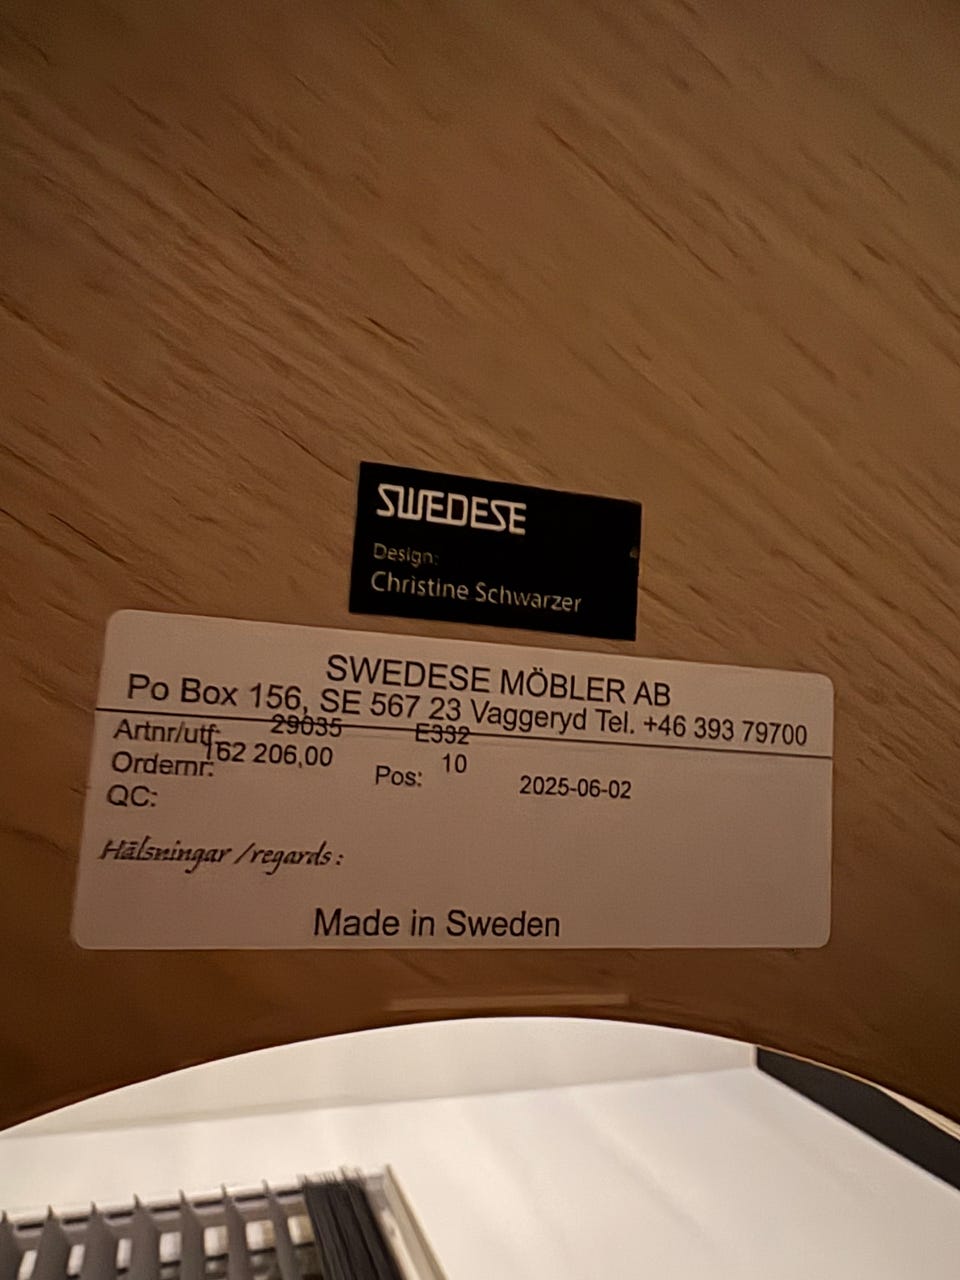 SWEDESE
Design:
Christine Schwarzer
SWEDESE MÖBLER AB
Po Box 156, SE 567 23 Vaggeryd Tel. +46 393 79700
Artnr/utf: 29035 E332
Ordernr: 162 206,00 Pos: 10 2025-06-02
QC:
Hälsningar /regards:
Made in Sweden